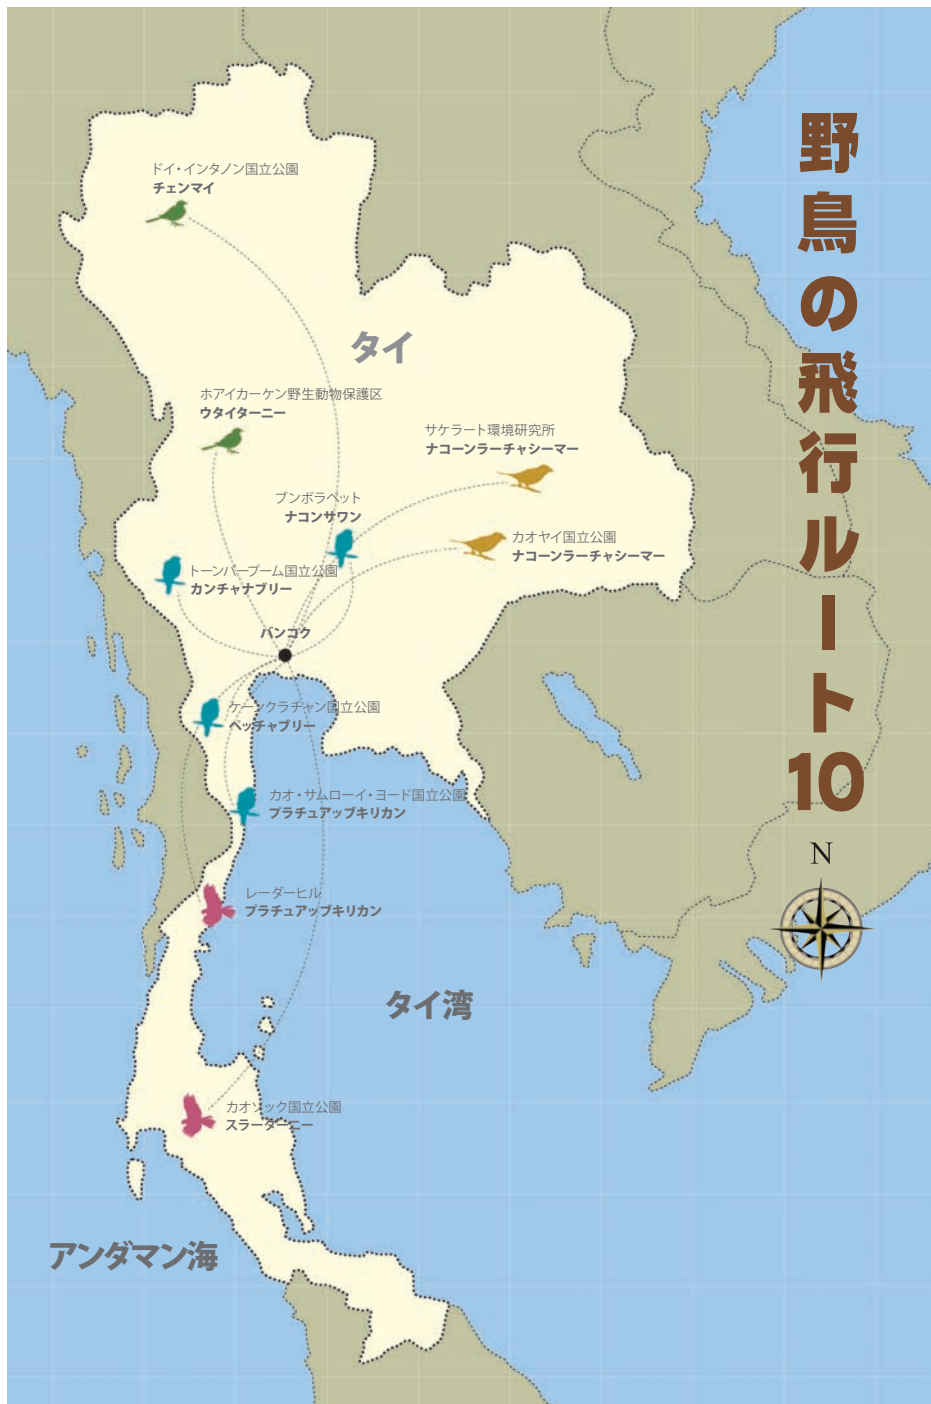 野鳥の飛行ルート10
ドイ・インタノン国立公園
チェンマイ
タイ
ホアイカーケン野生動物保護区
ウタイターニー
サケラート環境研究所
ナコーンラーチャシーマー
ブンボラペット
ナコンサワン
カオヤイ国立公園
ナコーンラーチャシーマー
トーンパープーム国立公園
カンチャナブリー
バンコク
ケーンクラチャン国立公園
ペッチャブリー
カオ・サムローイ・ヨード国立公園
プラチュアップキリカン
N
レーダーヒル
プラチュアップキリカン
タイ湾
カオソック国立公園
スラーターニー
アンダマン海